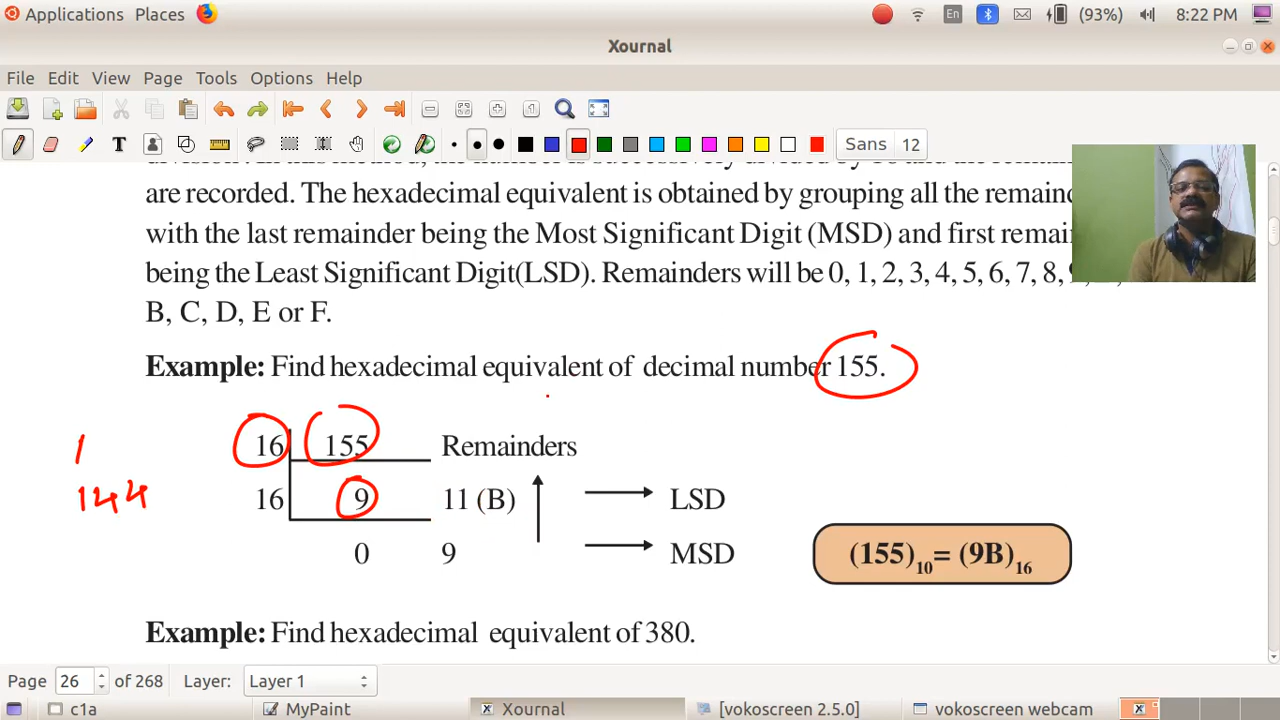 Applications Places En (93%) 8:22 PM
Xournal
File Edit View Page Tools Options Help
T Sans 12
are recorded. The hexadecimal equivalent is obtained by grouping all the remain
with the last remainder being the Most Significant Digit (MSD) and first remai
being the Least Significant Digit(LSD). Remainders will be 0, 1, 2, 3, 4, 5, 6, 7, 8,
B, C, D, E or F.
Example: Find hexadecimal equivalent of decimal number 155.
1 16 155 Remainders
144 16 9 11 (B) LSD
0 9 MSD
(155)10= (9B)16
Example: Find hexadecimal equivalent of 380.
Page 26 of 268 Layer: Layer 1
c1a MyPaint Xournal [vokoscreen 2.5.0] vokoscreen webcam